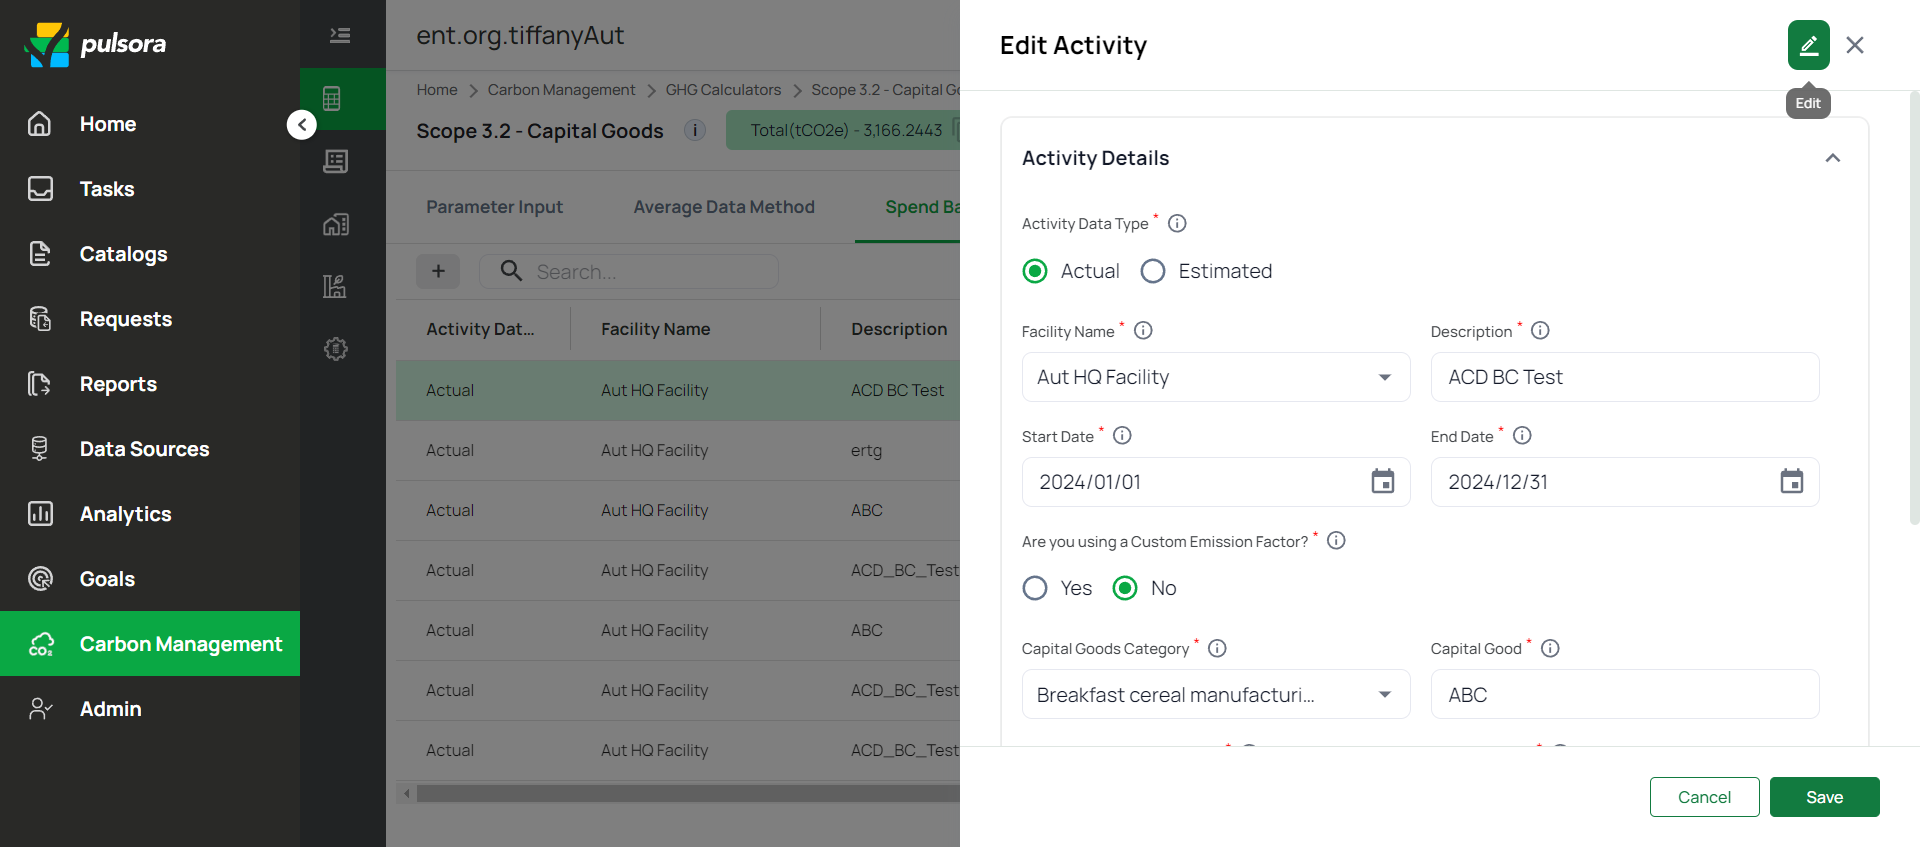 pulsora
Home
Tasks
Catalogs
Requests
Reports
Data Sources
Analytics
Goals
CO₂ Carbon Management
Admin
ent.org.tiffanyAut
Home > Carbon Management > GHG Calculators > Scope 3.2 - Capital
Scope 3.2 - Capital Goods i Total(tCO2e) - 3,166.2443
Parameter Input Average Data Method Spend
+ Search...
Activity Dat... Facility Name Description
Actual Aut HQ Facility ACD BC Test
Actual Aut HQ Facility ertg
Actual Aut HQ Facility ABC
Actual Aut HQ Facility ACD_BC_Test
Actual Aut HQ Facility ABC
Actual Aut HQ Facility ACD_BC_Test
Actual Aut HQ Facility ACD_BC_Test
Edit Activity
Edit
Activity Details
Activity Data Type *
Actual Estimated
Facility Name * Description *
Aut HQ Facility ACD BC Test
Start Date * End Date *
2024/01/01 2024/12/31
Are you using a Custom Emission Factor? *
Yes No
Capital Goods Category * Capital Good *
Breakfast cereal manufacturi... ABC
Cancel Save